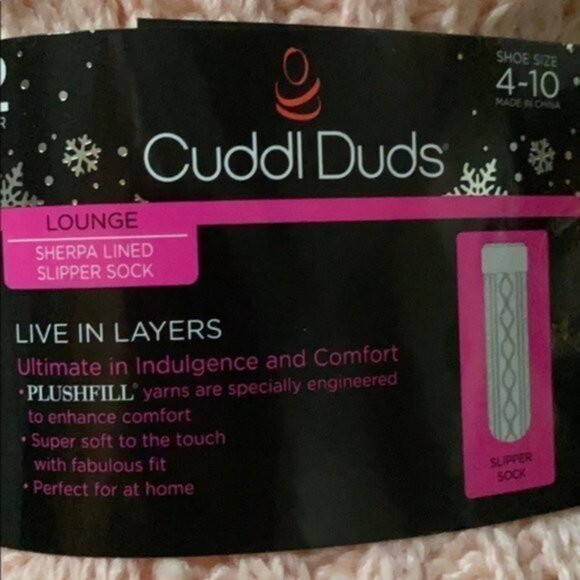 SHOE SIZE
4-10
MADE IN CHINA
Cuddl Duds®
LOUNGE
SHERPA LINED
SLIPPER SOCK
LIVE IN LAYERS
Ultimate in Indulgence and Comfort
• PLUSHFILL® yarns are specially engineered
to enhance comfort
• Super soft to the touch
with fabulous fit
• Perfect for at home
SLIPPER
SOCK